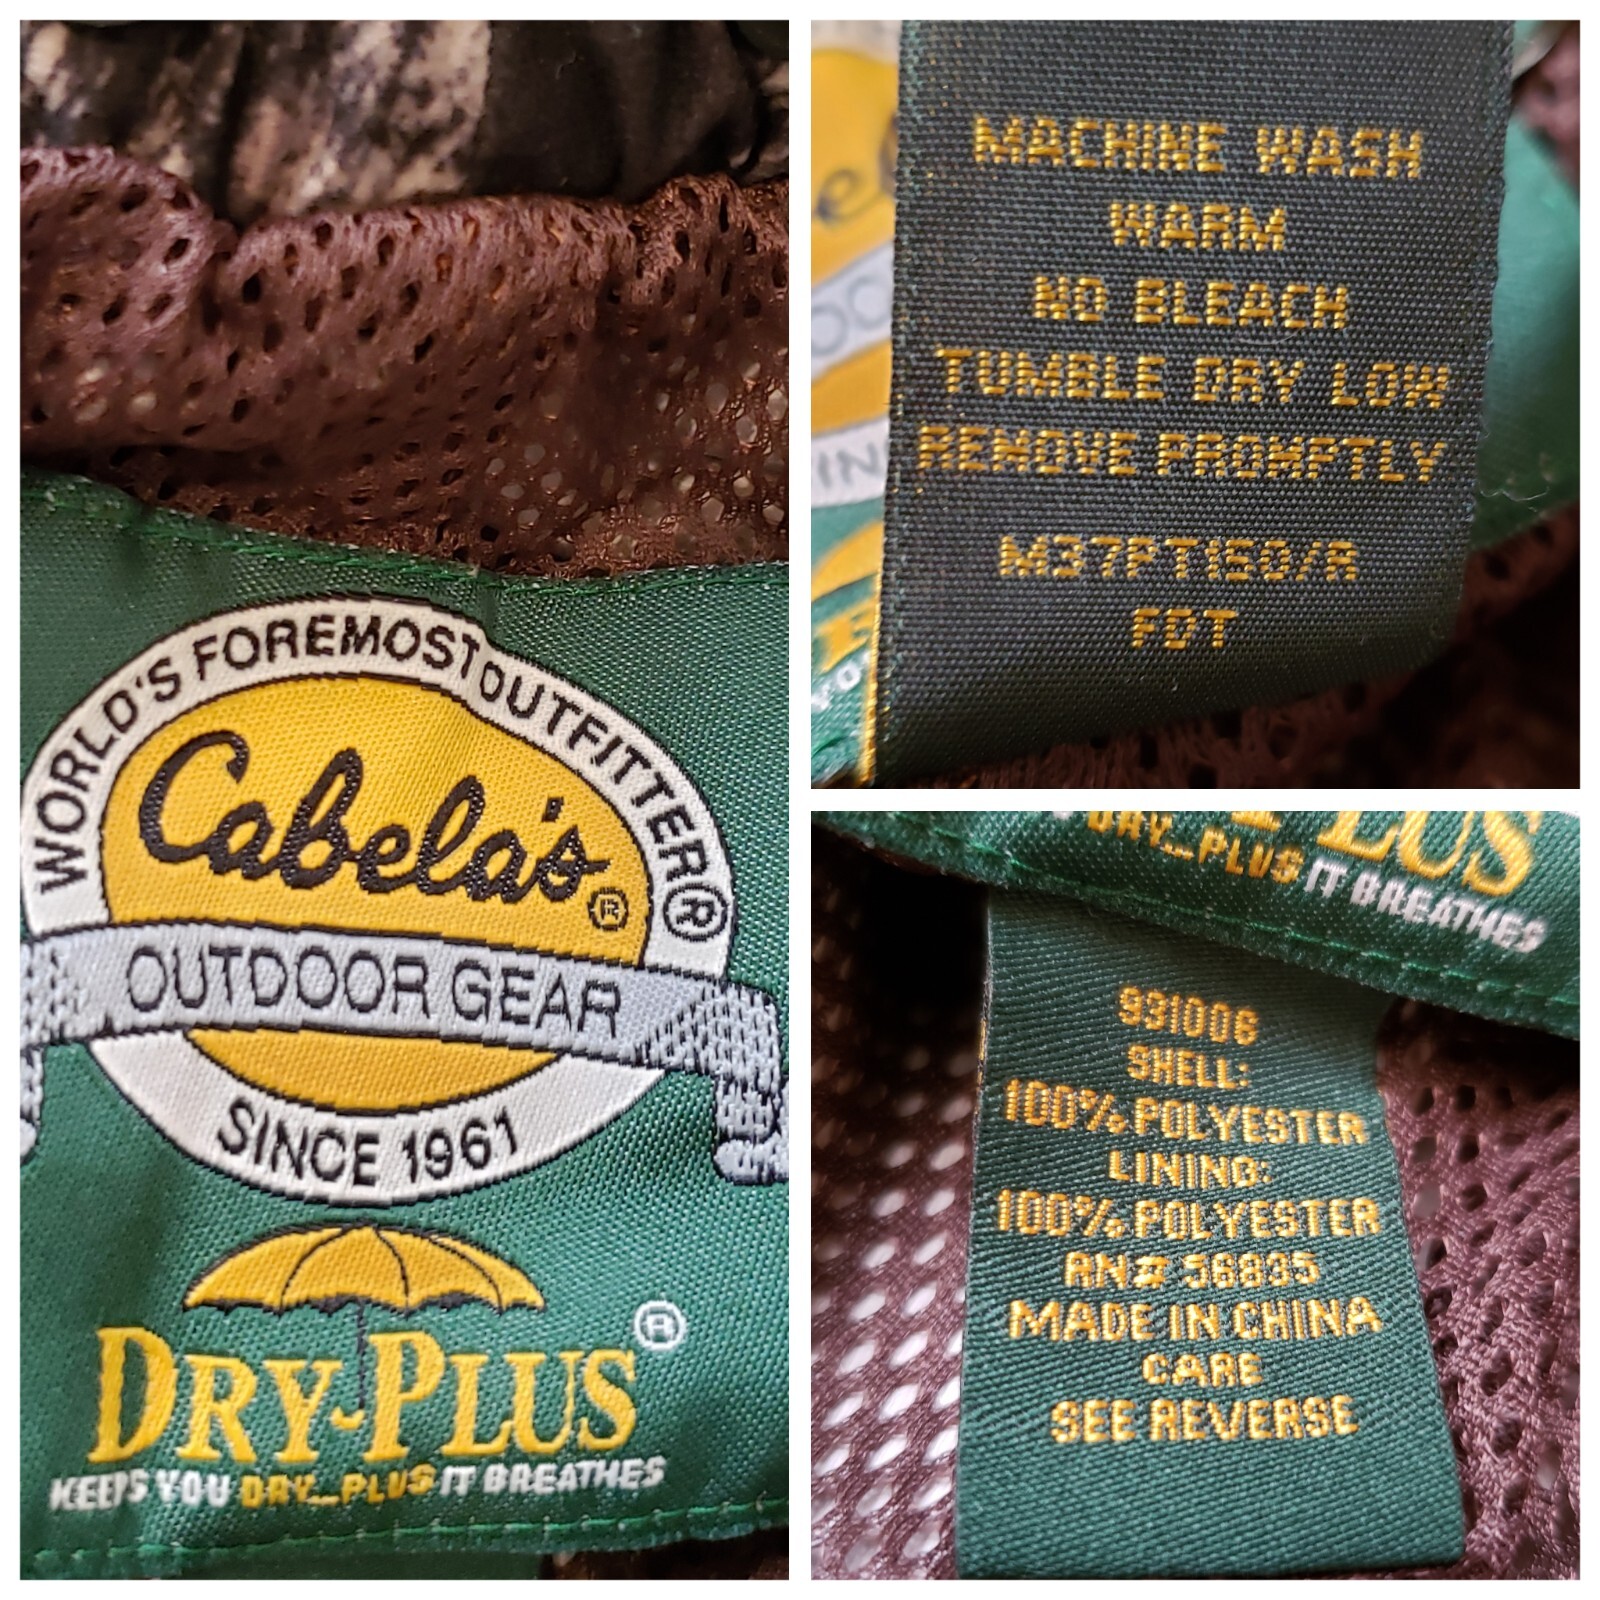 WORLD'S FOREMOST OUTFITTER®
Cabela's®
OUTDOOR GEAR
SINCE 1961
DRY-PLUS®
KEEPS YOU DRY...PLUS IT BREATHES
MACHINE WASH
WARM
NO BLEACH
TUMBLE DRY LOW
REMOVE PROMPTLY
M37PT150/R
FDT
PLUS
DRY...PLUS IT BREATHES
931006
SHELL:
100% POLYESTER
LINING:
100% POLYESTER
RN# 56835
MADE IN CHINA
CARE
SEE REVERSE